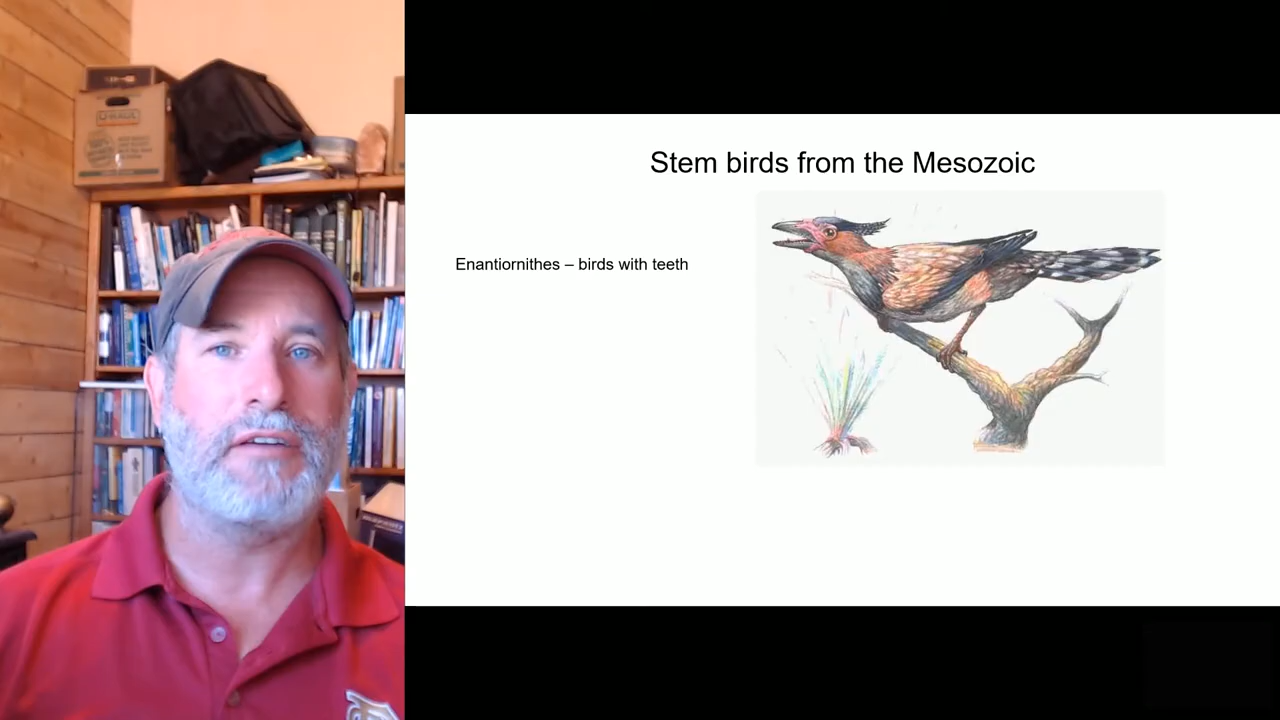 Stem birds from the Mesozoic
Enantiornithes – birds with teeth